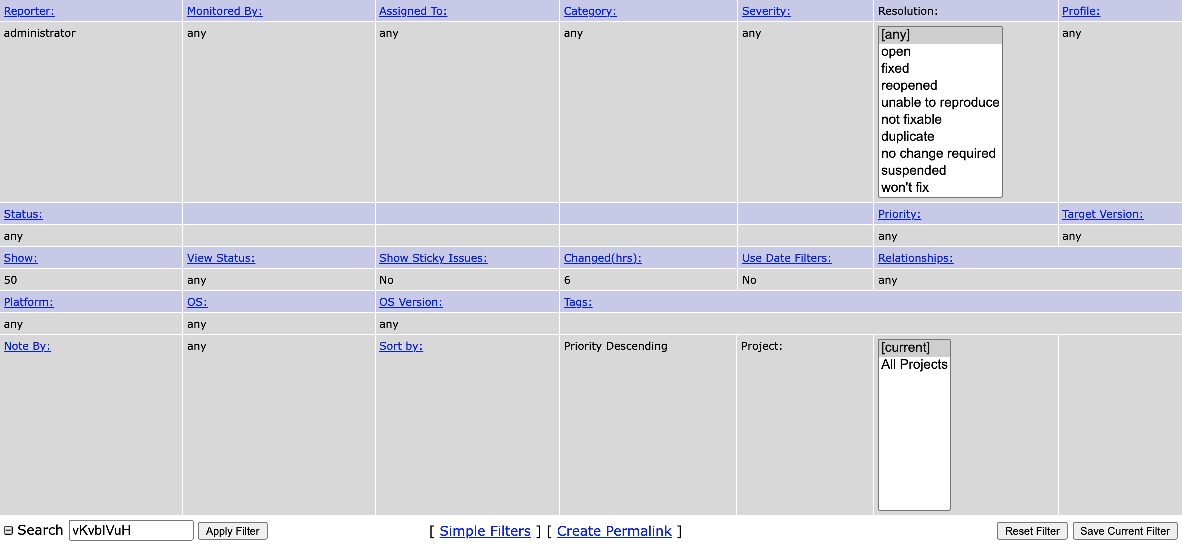 Reporter: Monitored By: Assigned To: Category: Severity: Resolution: Profile:
administrator any any any any [any] any
open
fixed
reopened
unable to reproduce
not fixable
duplicate
no change required
suspended
won't fix
Status: Priority: Target Version:
any any any
Show: View Status: Show Sticky Issues: Changed(hrs): Use Date Filters: Relationships:
50 any No 6 No any
Platform: OS: OS Version: Tags:
any any any
Note By: any Sort by: Priority Descending Project: [current]
All Projects
Search vKvbIVuH Apply Filter [ Simple Filters ] [ Create Permalink ] Reset Filter Save Current Filter